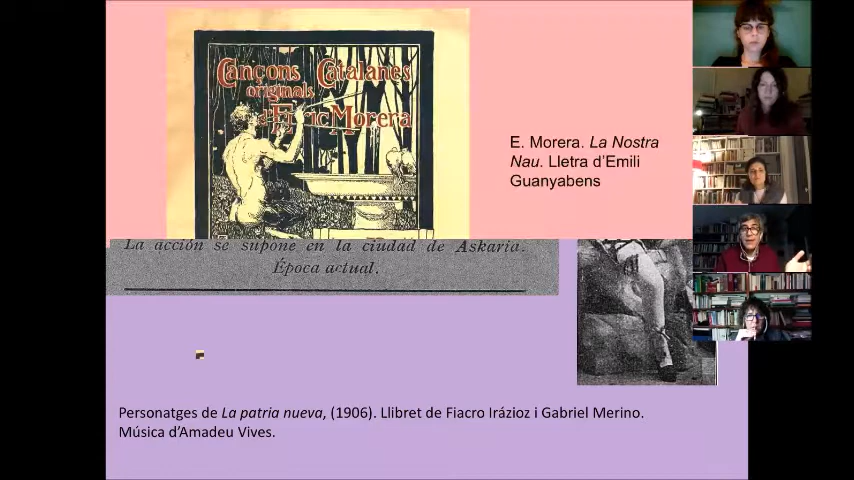 Cançons Catalanes
originals
d'Enric Morera
E. Morera. La Nostra
Nau. Lletra d'Emili
Guanyabens
La acción se supone en la ciudad de Askaria.
Época actual.
Personatges de La patria nueva, (1906). Llibret de Fiacro Irázioz i Gabriel Merino.
Música d'Amadeu Vives.